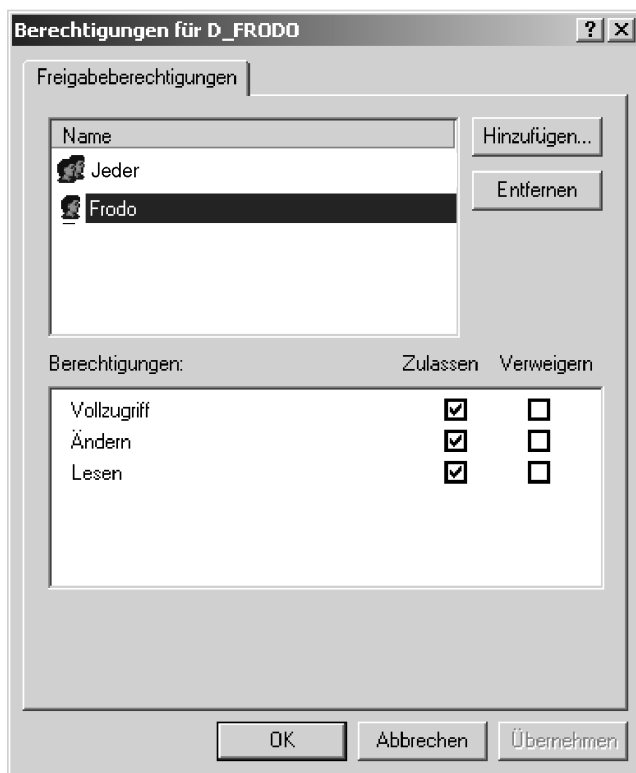 Berechtigungen für D_FRODO
Freigabeberechtigungen
Name
Jeder
Frodo
Hinzufügen...
Entfernen
Berechtigungen: Zulassen Verweigern
Vollzugriff
Ändern
Lesen
OK Abbrechen Übernehmen